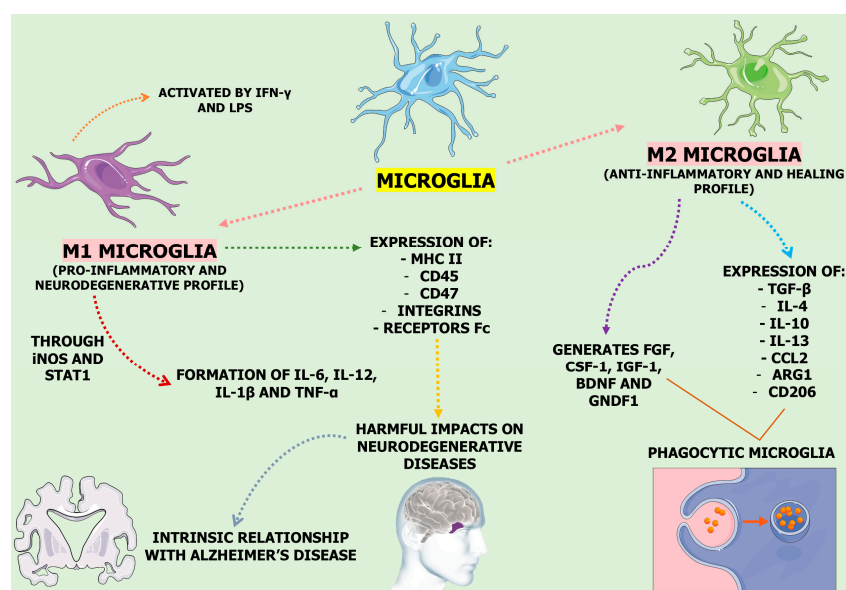 ACTIVATED BY IFN-γ
AND LPS
MICROGLIA
M2 MICROGLIA
(ANTI-INFLAMMATORY AND HEALING
PROFILE)
M1 MICROGLIA
(PRO-INFLAMMATORY AND
NEURODEGENERATIVE PROFILE)
EXPRESSION OF:
- MHC II
- CD45
- CD47
- INTEGRINS
- RECEPTORS Fc
EXPRESSION OF:
- TGF-β
- IL-4
- IL-10
- IL-13
- CCL2
- ARG1
- CD206
THROUGH
iNOS AND
STAT1
FORMATION OF IL-6, IL-12,
IL-1β AND TNF-α
GENERATES FGF,
CSF-1, IGF-1,
BDNF AND
GNDF1
HARMFUL IMPACTS ON
NEURODEGENERATIVE
DISEASES
PHAGOCYTIC MICROGLIA
INTRINSIC RELATIONSHIP
WITH ALZHEIMER'S DISEASE